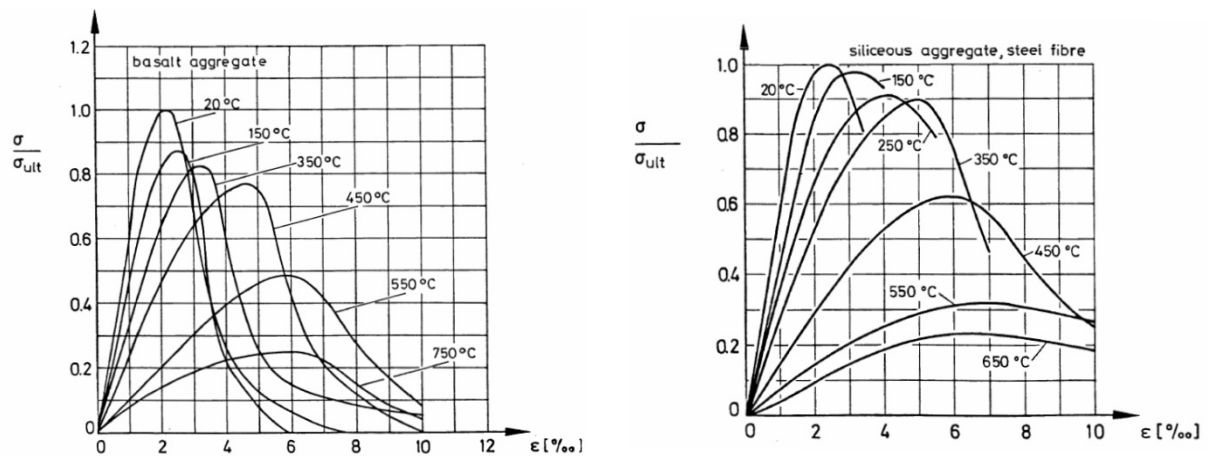 1.2
basalt aggregate
1.0
20°C
150°C
0.8
σ
σult
350°C
450°C
0.6
0.4
550°C
0.2
750°C
0
0 2 4 6 8 10 12 ε [‰]
siliceous aggregate, steel fibre
1.0
20°C
150 °C
σ
σult
0.8
250°C
350 °C
0.6
450°C
0.4
550°C
0.2
650 °C
0
0 2 4 6 8 10 ε [‰]